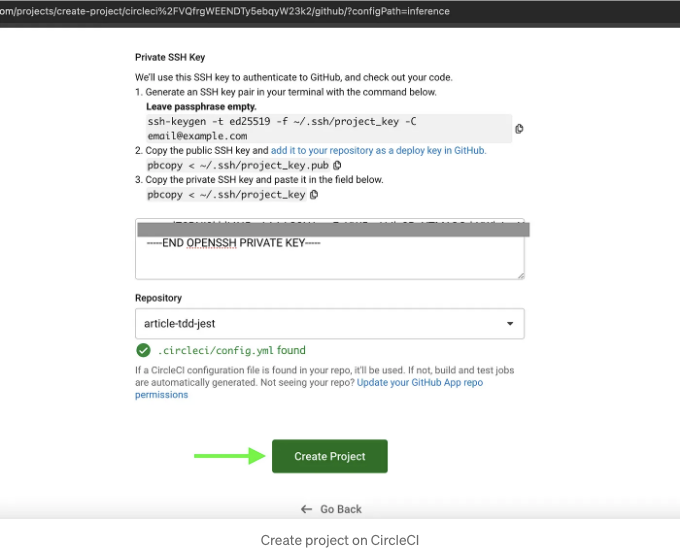 om/projects/create-project/circleci%2FVQfrgWEENDTy5ebqyW23k2/github/?configPath=inference
Private SSH Key
We'll use this SSH key to authenticate to GitHub, and check out your code.
1. Generate an SSH key pair in your terminal with the command below.
Leave passphrase empty.
ssh-keygen -t ed25519 -f ~/.ssh/project_key -C
email@example.com
2. Copy the public SSH key and add it to your repository as a deploy key in GitHub.
pbcopy < ~/.ssh/project_key.pub
3. Copy the private SSH key and paste it in the field below.
pbcopy < ~/.ssh/project_key
-----END OPENSSH PRIVATE KEY-----
Repository
article-tdd-jest
.circleci/config.yml found
If a CircleCI configuration file is found in your repo, it'll be used. If not, build and test jobs
are automatically generated. Not seeing your repo? Update your GitHub App repo
permissions
Create Project
← Go Back
Create project on CircleCI